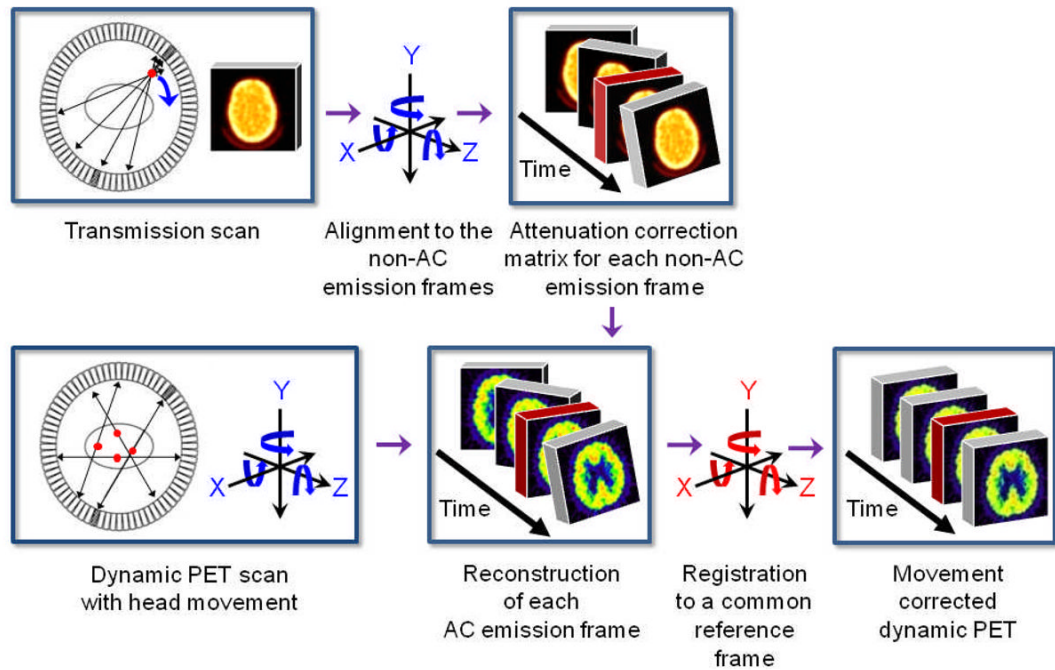 Y
X
Z
Time
Transmission scan
Alignment to the
non-AC
emission frames
Attenuation correction
matrix for each non-AC
emission frame
Y
X
Z
Time
Y
X
Z
Time
Dynamic PET scan
with head movement
Reconstruction
of each
AC emission frame
Registration
to a common
reference
frame
Movement
corrected
dynamic PET